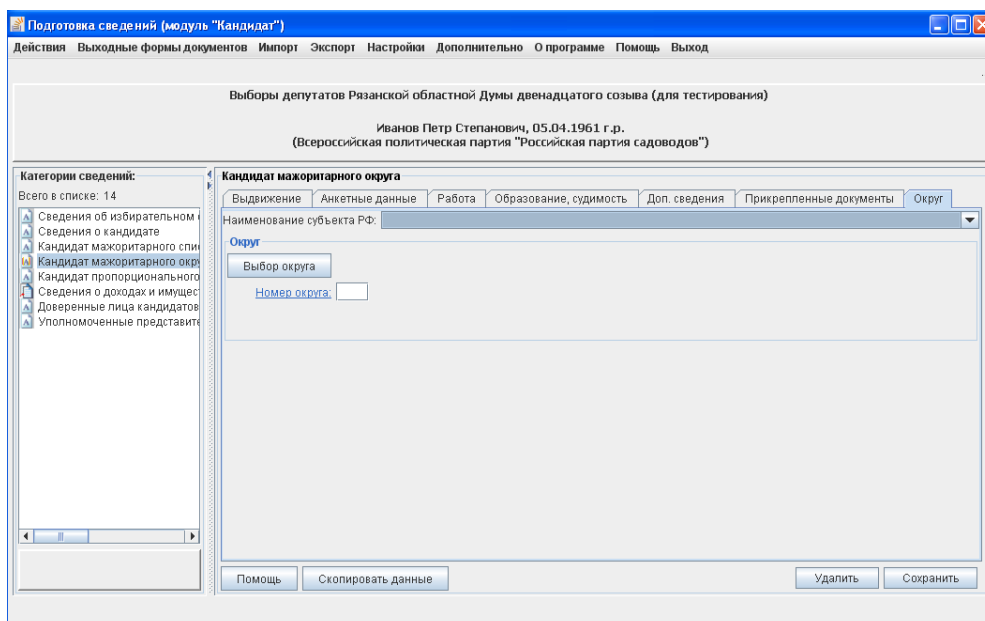 Подготовка сведений (модуль "Кандидат")
Действия Выходные формы документов Импорт Экспорт Настройки Дополнительно О программе Помощь Выход
Выборы депутатов Рязанской областной Думы двенадцатого созыва (для тестирования)
Иванов Петр Степанович, 05.04.1961 г.р.
(Всероссийская политическая партия "Российская партия садоводов")
Категории сведений:
Всего в списке: 14
Сведения об избирательном
Сведения о кандидате
Кандидат мажоритарного спи
Кандидат мажоритарного окру
Кандидат пропорционального
Сведения о доходах и имущес
Доверенные лица кандидатов
Уполномоченные представите
Кандидат мажоритарного округа
Выдвижение Анкетные данные Работа Образование, судимость Доп. сведения Прикрепленные документы Округ
Наименование субъекта РФ:
Округ
Выбор округа
Номер округа:
Помощь Скопировать данные Удалить Сохранить